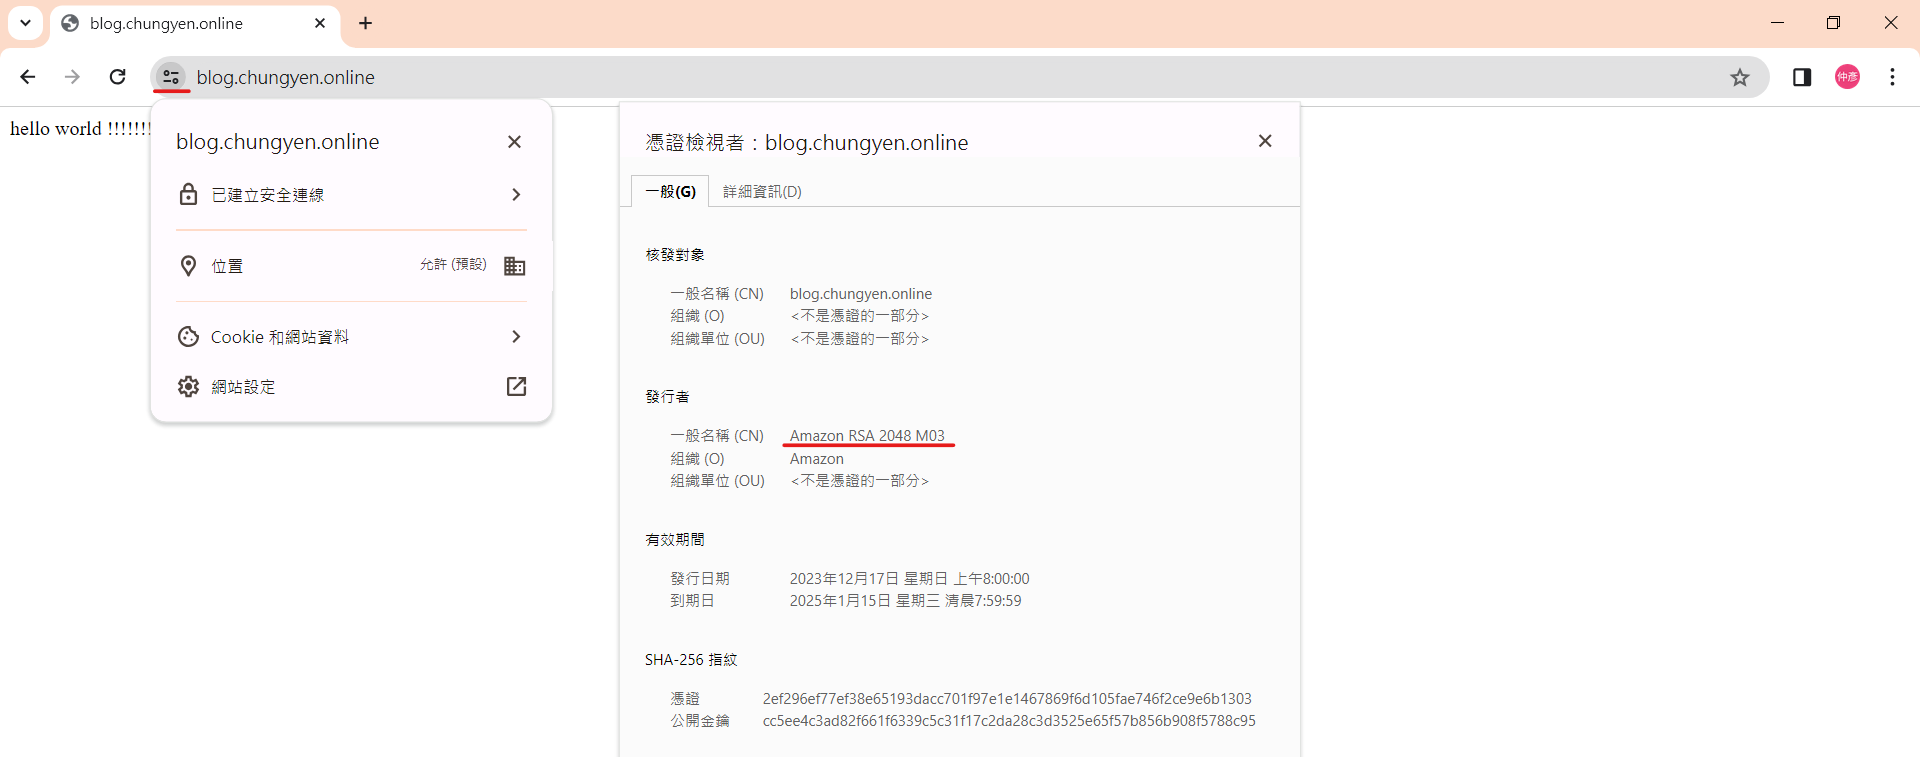 blog.chungyen.online
blog.chungyen.online
仲彥
hello world !!!!!!!
blog.chungyen.online
已建立安全連線
位置 允許 (預設)
Cookie 和網站資料
網站設定
憑證檢視者：blog.chungyen.online
一般(G) 詳細資訊(D)
核發對象
一般名稱 (CN) blog.chungyen.online
組織 (O) <不是憑證的一部分>
組織單位 (OU) <不是憑證的一部分>
發行者
一般名稱 (CN) Amazon RSA 2048 M03
組織 (O) Amazon
組織單位 (OU) <不是憑證的一部分>
有效期間
發行日期 2023年12月17日 星期日 上午8:00:00
到期日 2025年1月15日 星期三 清晨7:59:59
SHA-256 指紋
憑證 2ef296ef77ef38e65193dacc701f97e1e1467869f6d105fae746f2ce9e6b1303
公開金鑰 cc5ee4c3ad82f661f6339c5c31f17c2da28c3d3525e65f57b856b908f5788c95